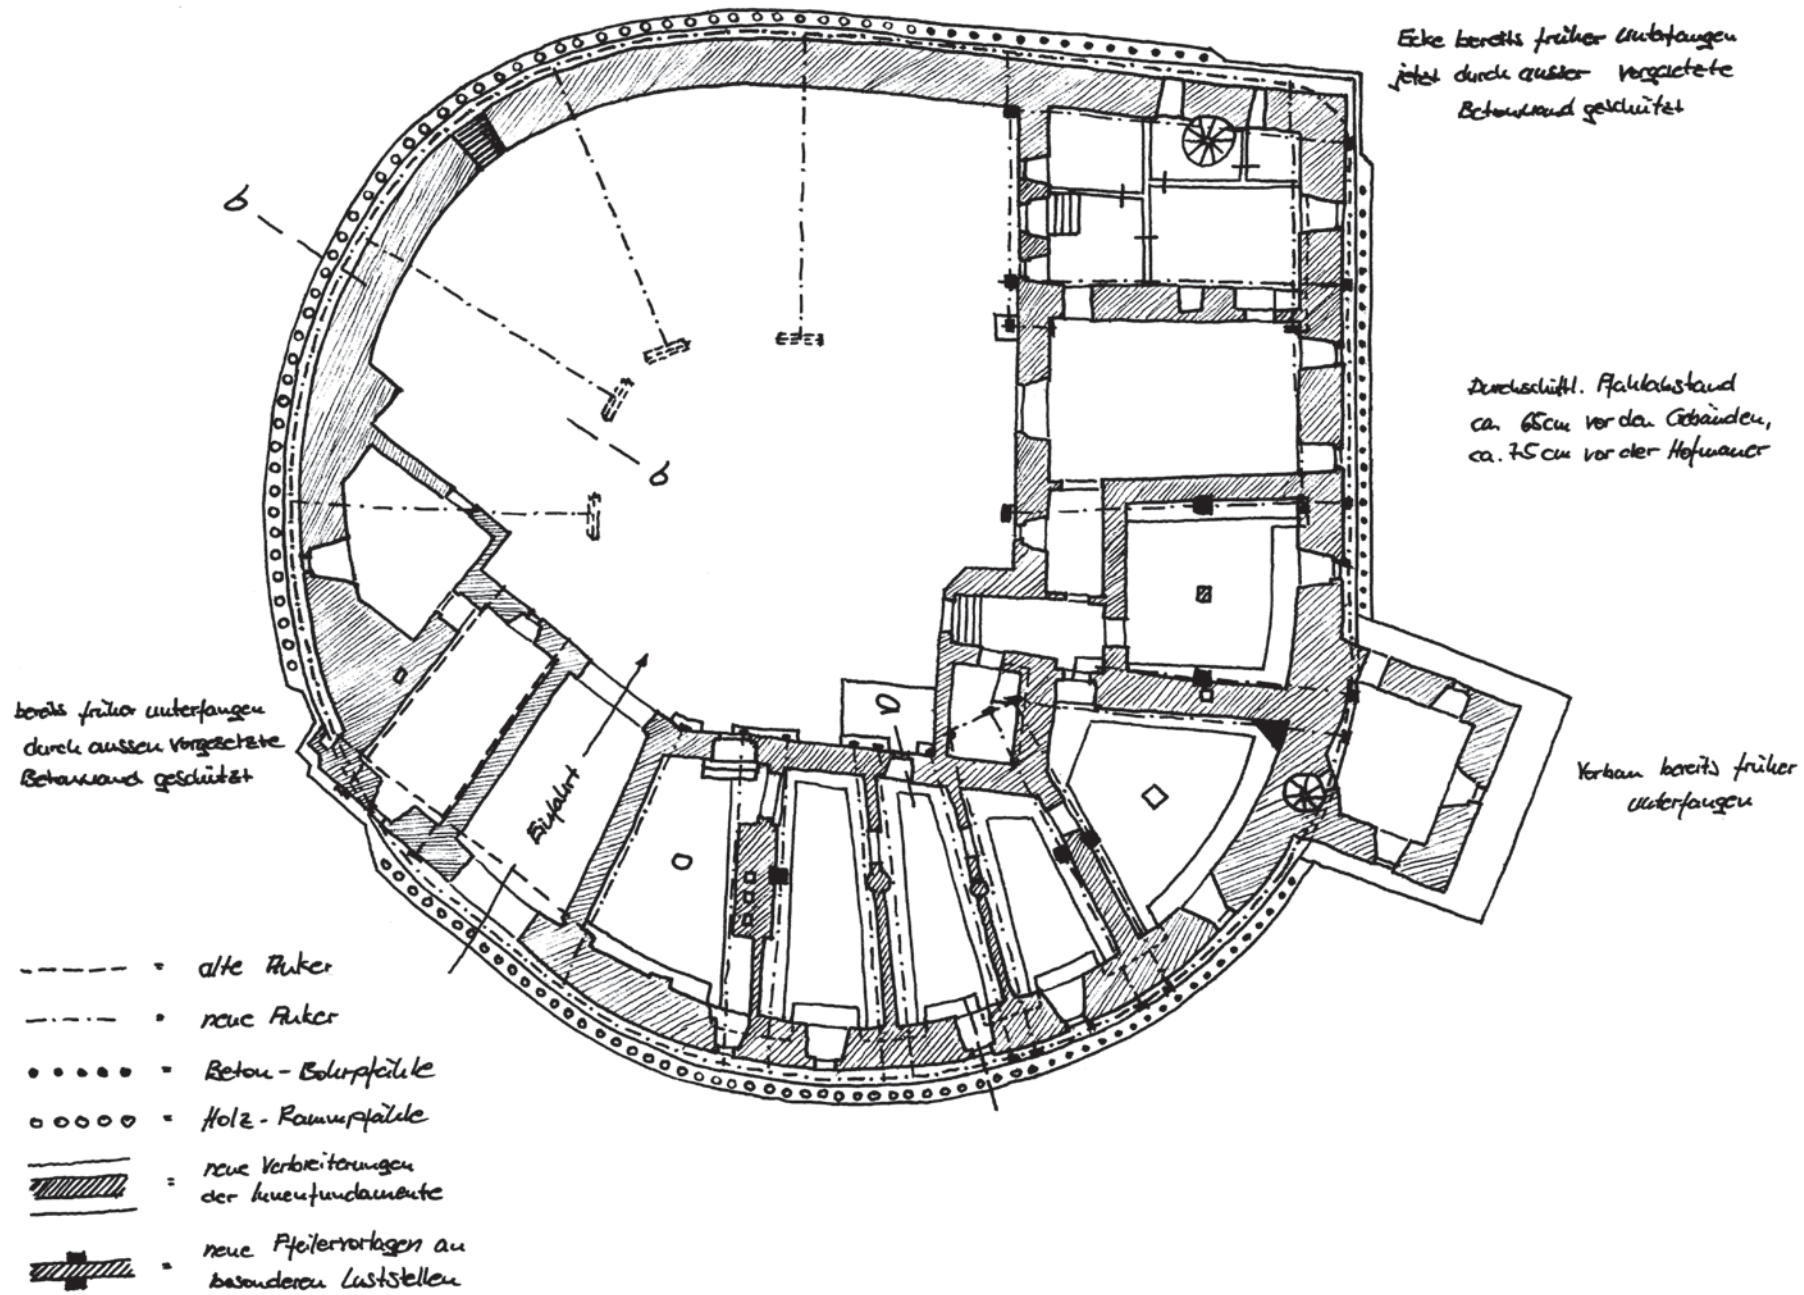 Ecke bereits früher unterfangen
jetzt durch ausser vorgesetzte
Betonwand geschützt
b
Durchschittl. Pfahlabstand
ca. 65cm vor den Gebäuden,
ca. 75cm vor der Hofmauer
b
bereits früher unterfangen
durch aussen vorgesetzte
Betonwand geschützt
a
Vorbau bereits früher
unterfangen
Einfahrt
= alte Anker
= neue Anker
= Beton-Bohrpfähle
= Holz-Rammpfähle
= neue Verbreiterungen
der Innenfundamente
= neue Pfeilervorlagen an
besonderen Laststellen